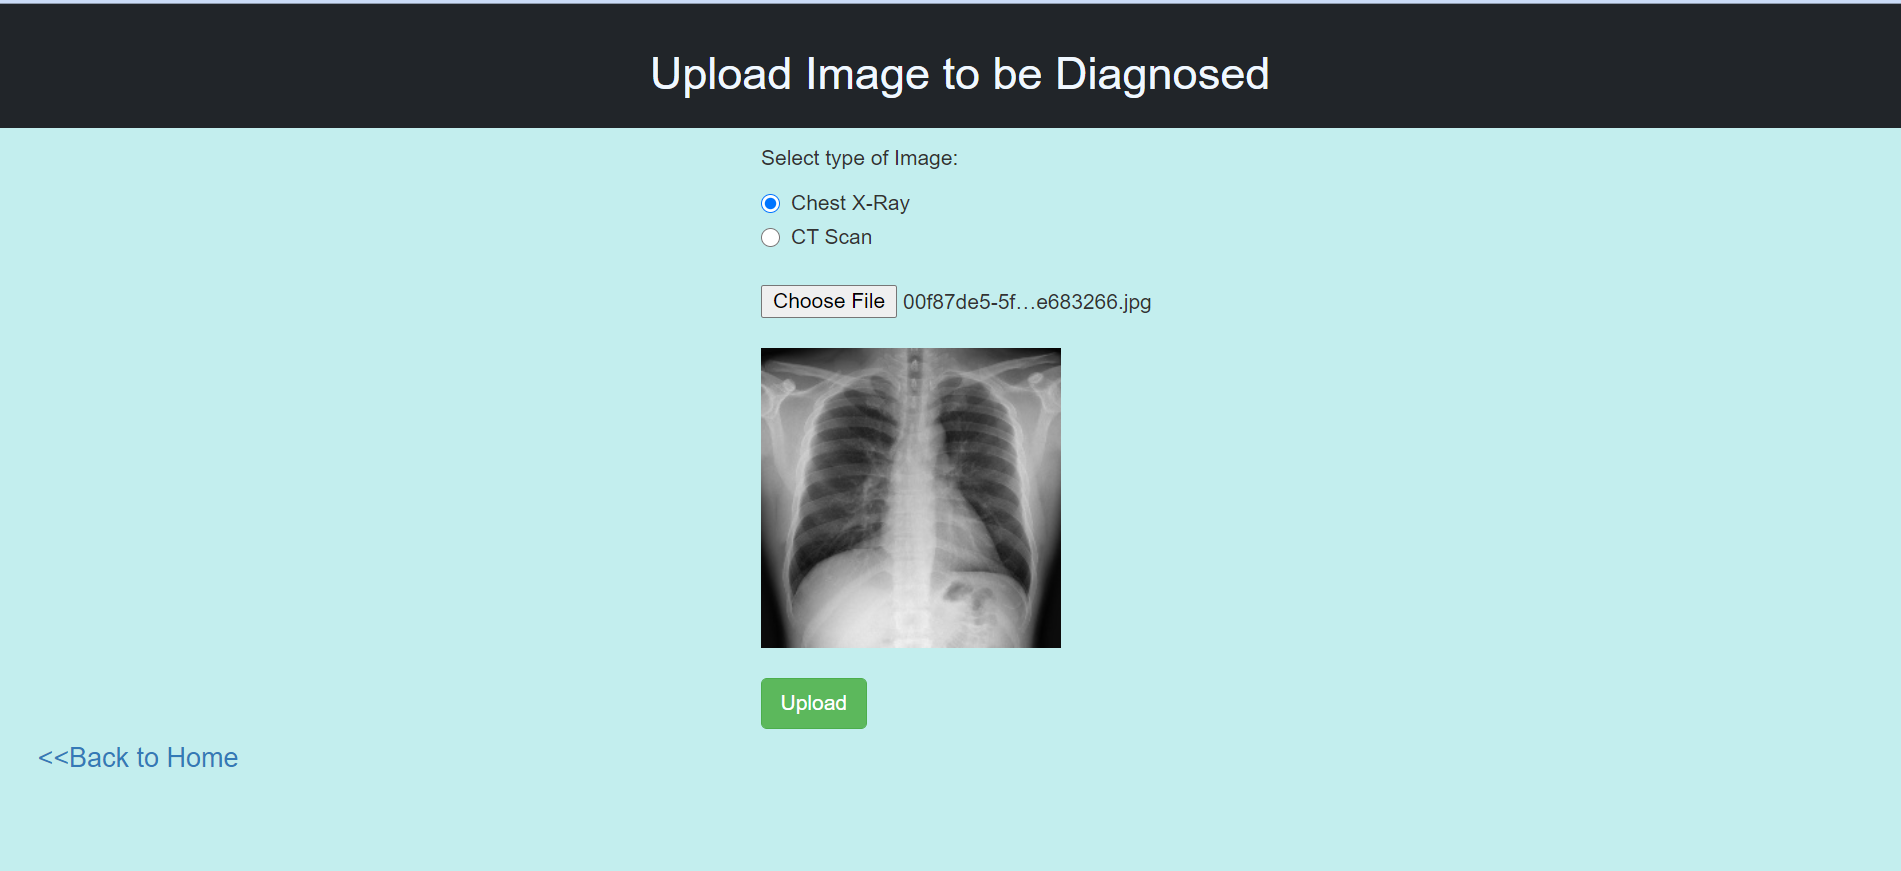 Upload Image to be Diagnosed
Select type of Image:
Chest X-Ray
CT Scan
Choose File 00f87de5-5f…e683266.jpg
Upload
<<Back to Home